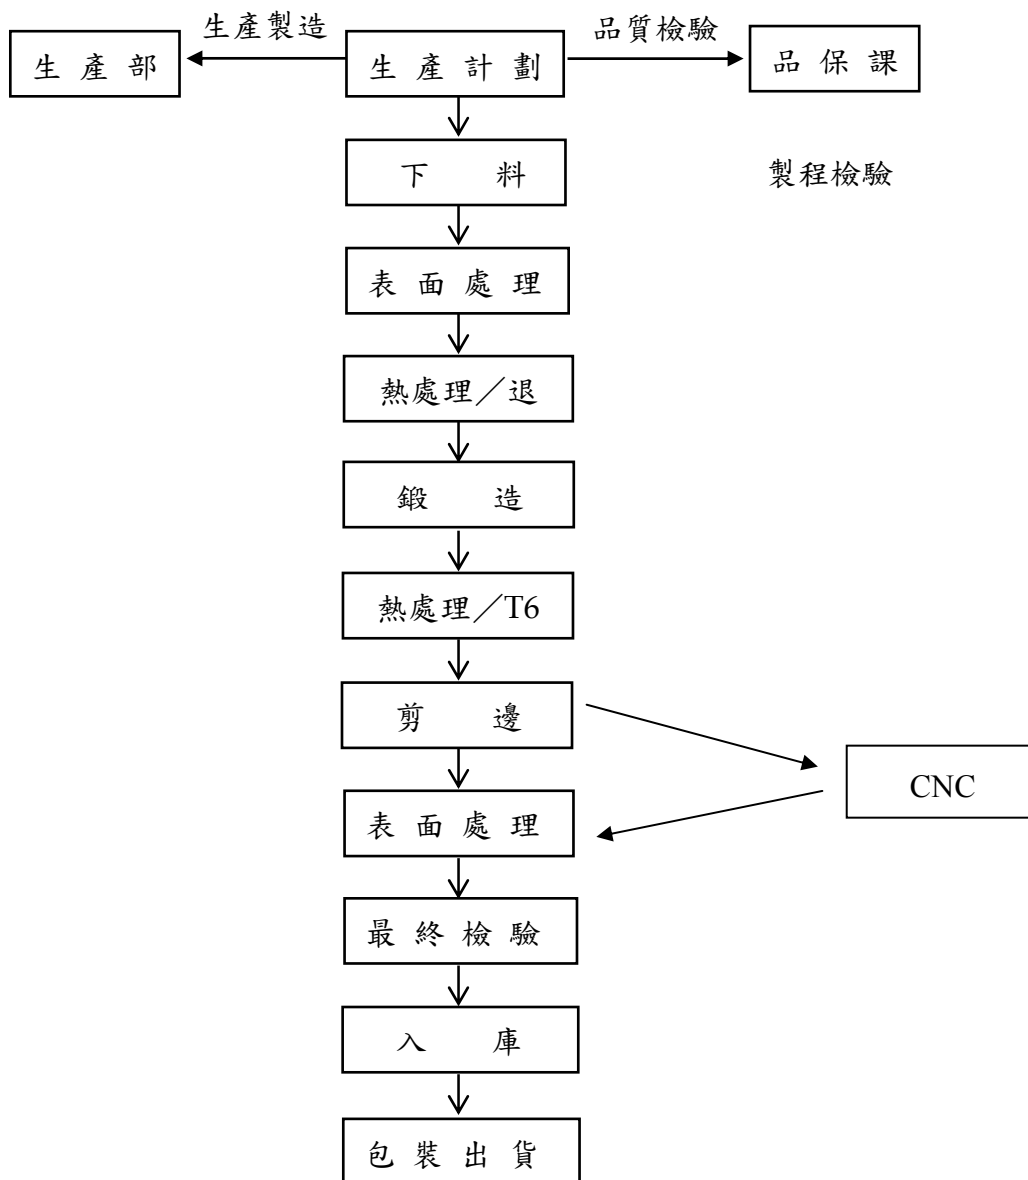 生產製造
品質檢驗
生產部
生產計劃
品保課
下料
製程檢驗
表面處理
熱處理／退
鍛造
熱處理／T6
剪邊
CNC
表面處理
最終檢驗
入庫
包裝出貨